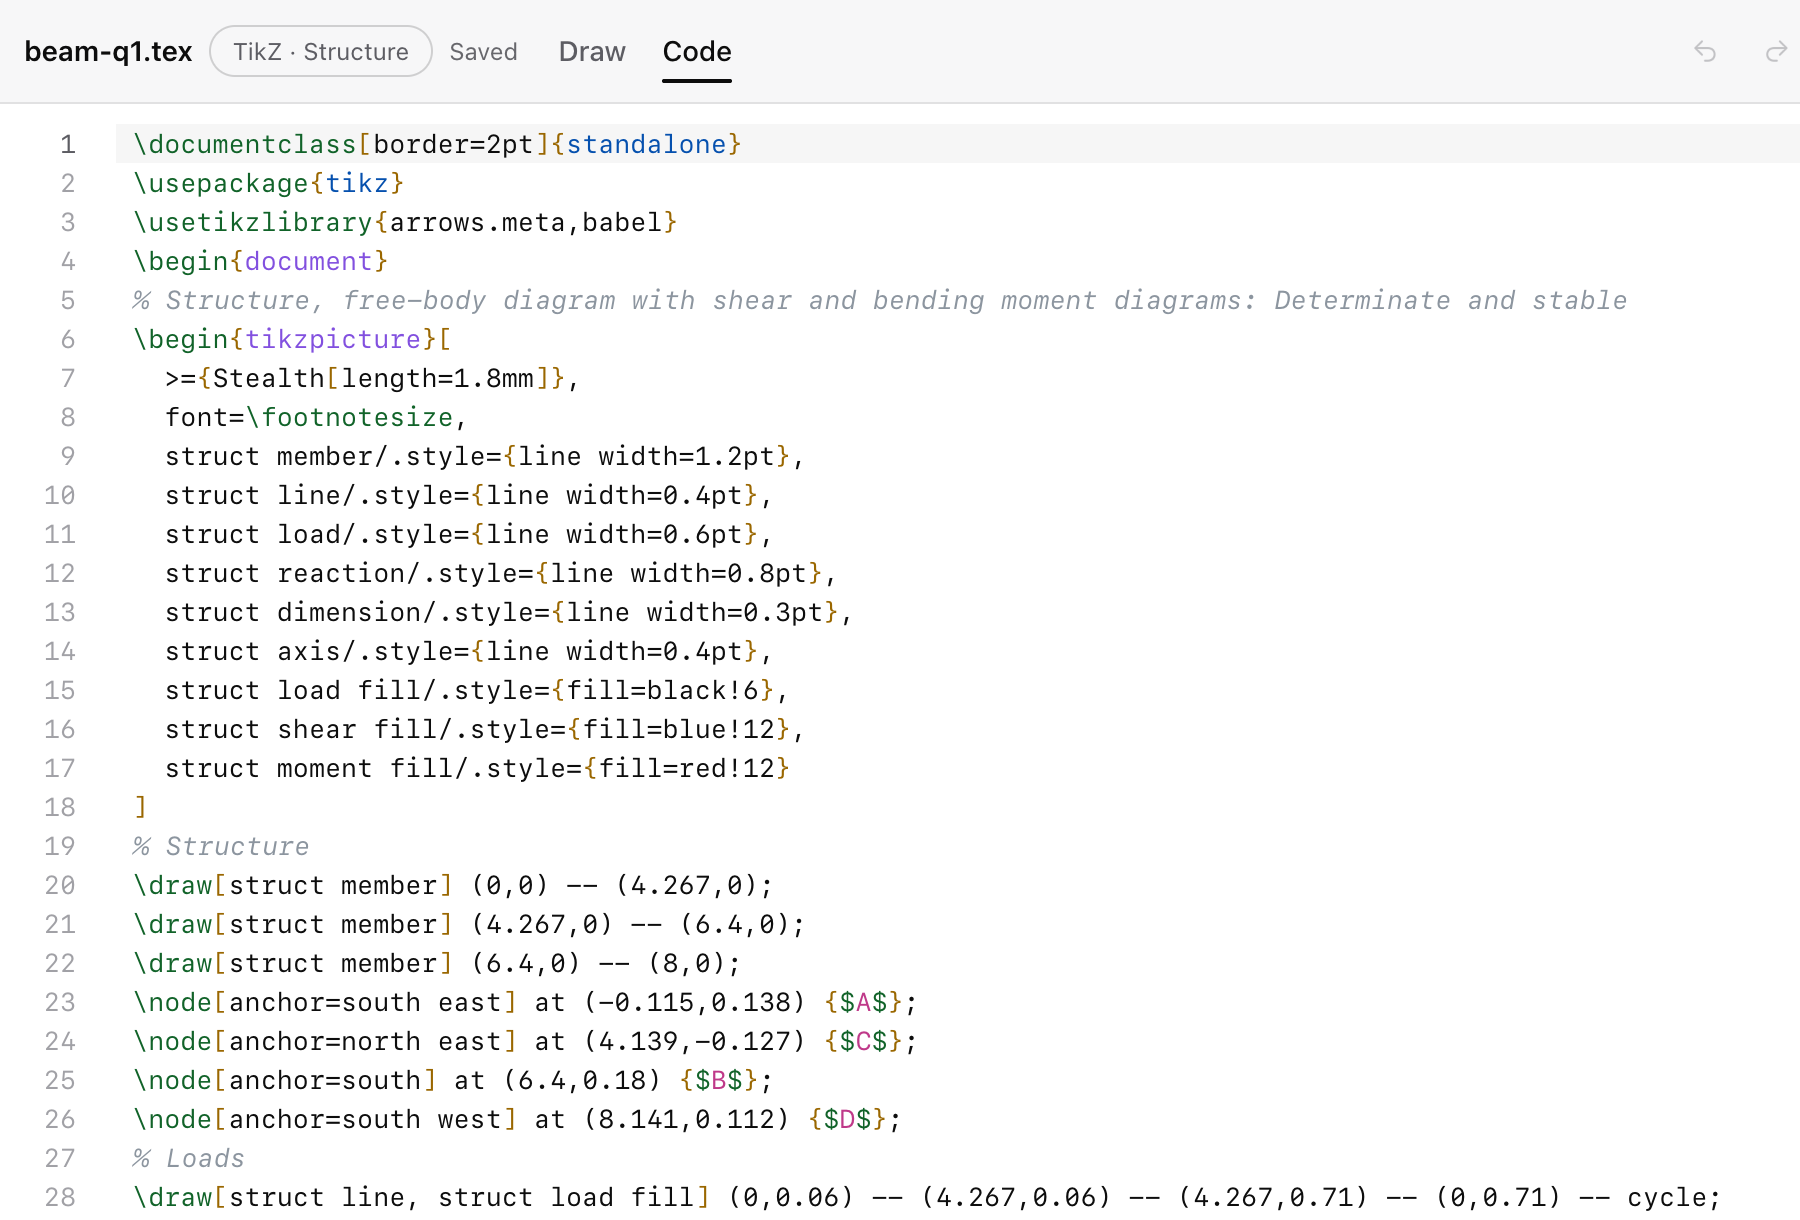 beam-q1.tex TikZ · Structure Saved Draw Code
1 \documentclass[border=2pt]{standalone}
2 \usepackage{tikz}
3 \usetikzlibrary{arrows.meta,babel}
4 \begin{document}
5 % Structure, free-body diagram with shear and bending moment diagrams: Determinate and stable
6 \begin{tikzpicture}[
7   >={Stealth[length=1.8mm]},
8   font=\footnotesize,
9   struct member/.style={line width=1.2pt},
10   struct line/.style={line width=0.4pt},
11   struct load/.style={line width=0.6pt},
12   struct reaction/.style={line width=0.8pt},
13   struct dimension/.style={line width=0.3pt},
14   struct axis/.style={line width=0.4pt},
15   struct load fill/.style={fill=black!6},
16   struct shear fill/.style={fill=blue!12},
17   struct moment fill/.style={fill=red!12}
18 ]
19 % Structure
20 \draw[struct member] (0,0) -- (4.267,0);
21 \draw[struct member] (4.267,0) -- (6.4,0);
22 \draw[struct member] (6.4,0) -- (8,0);
23 \node[anchor=south east] at (-0.115,0.138) {$A$};
24 \node[anchor=north east] at (4.139,-0.127) {$C$};
25 \node[anchor=south] at (6.4,0.18) {$B$};
26 \node[anchor=south west] at (8.141,0.112) {$D$};
27 % Loads
28 \draw[struct line, struct load fill] (0,0.06) -- (4.267,0.06) -- (4.267,0.71) -- (0,0.71) -- cycle;